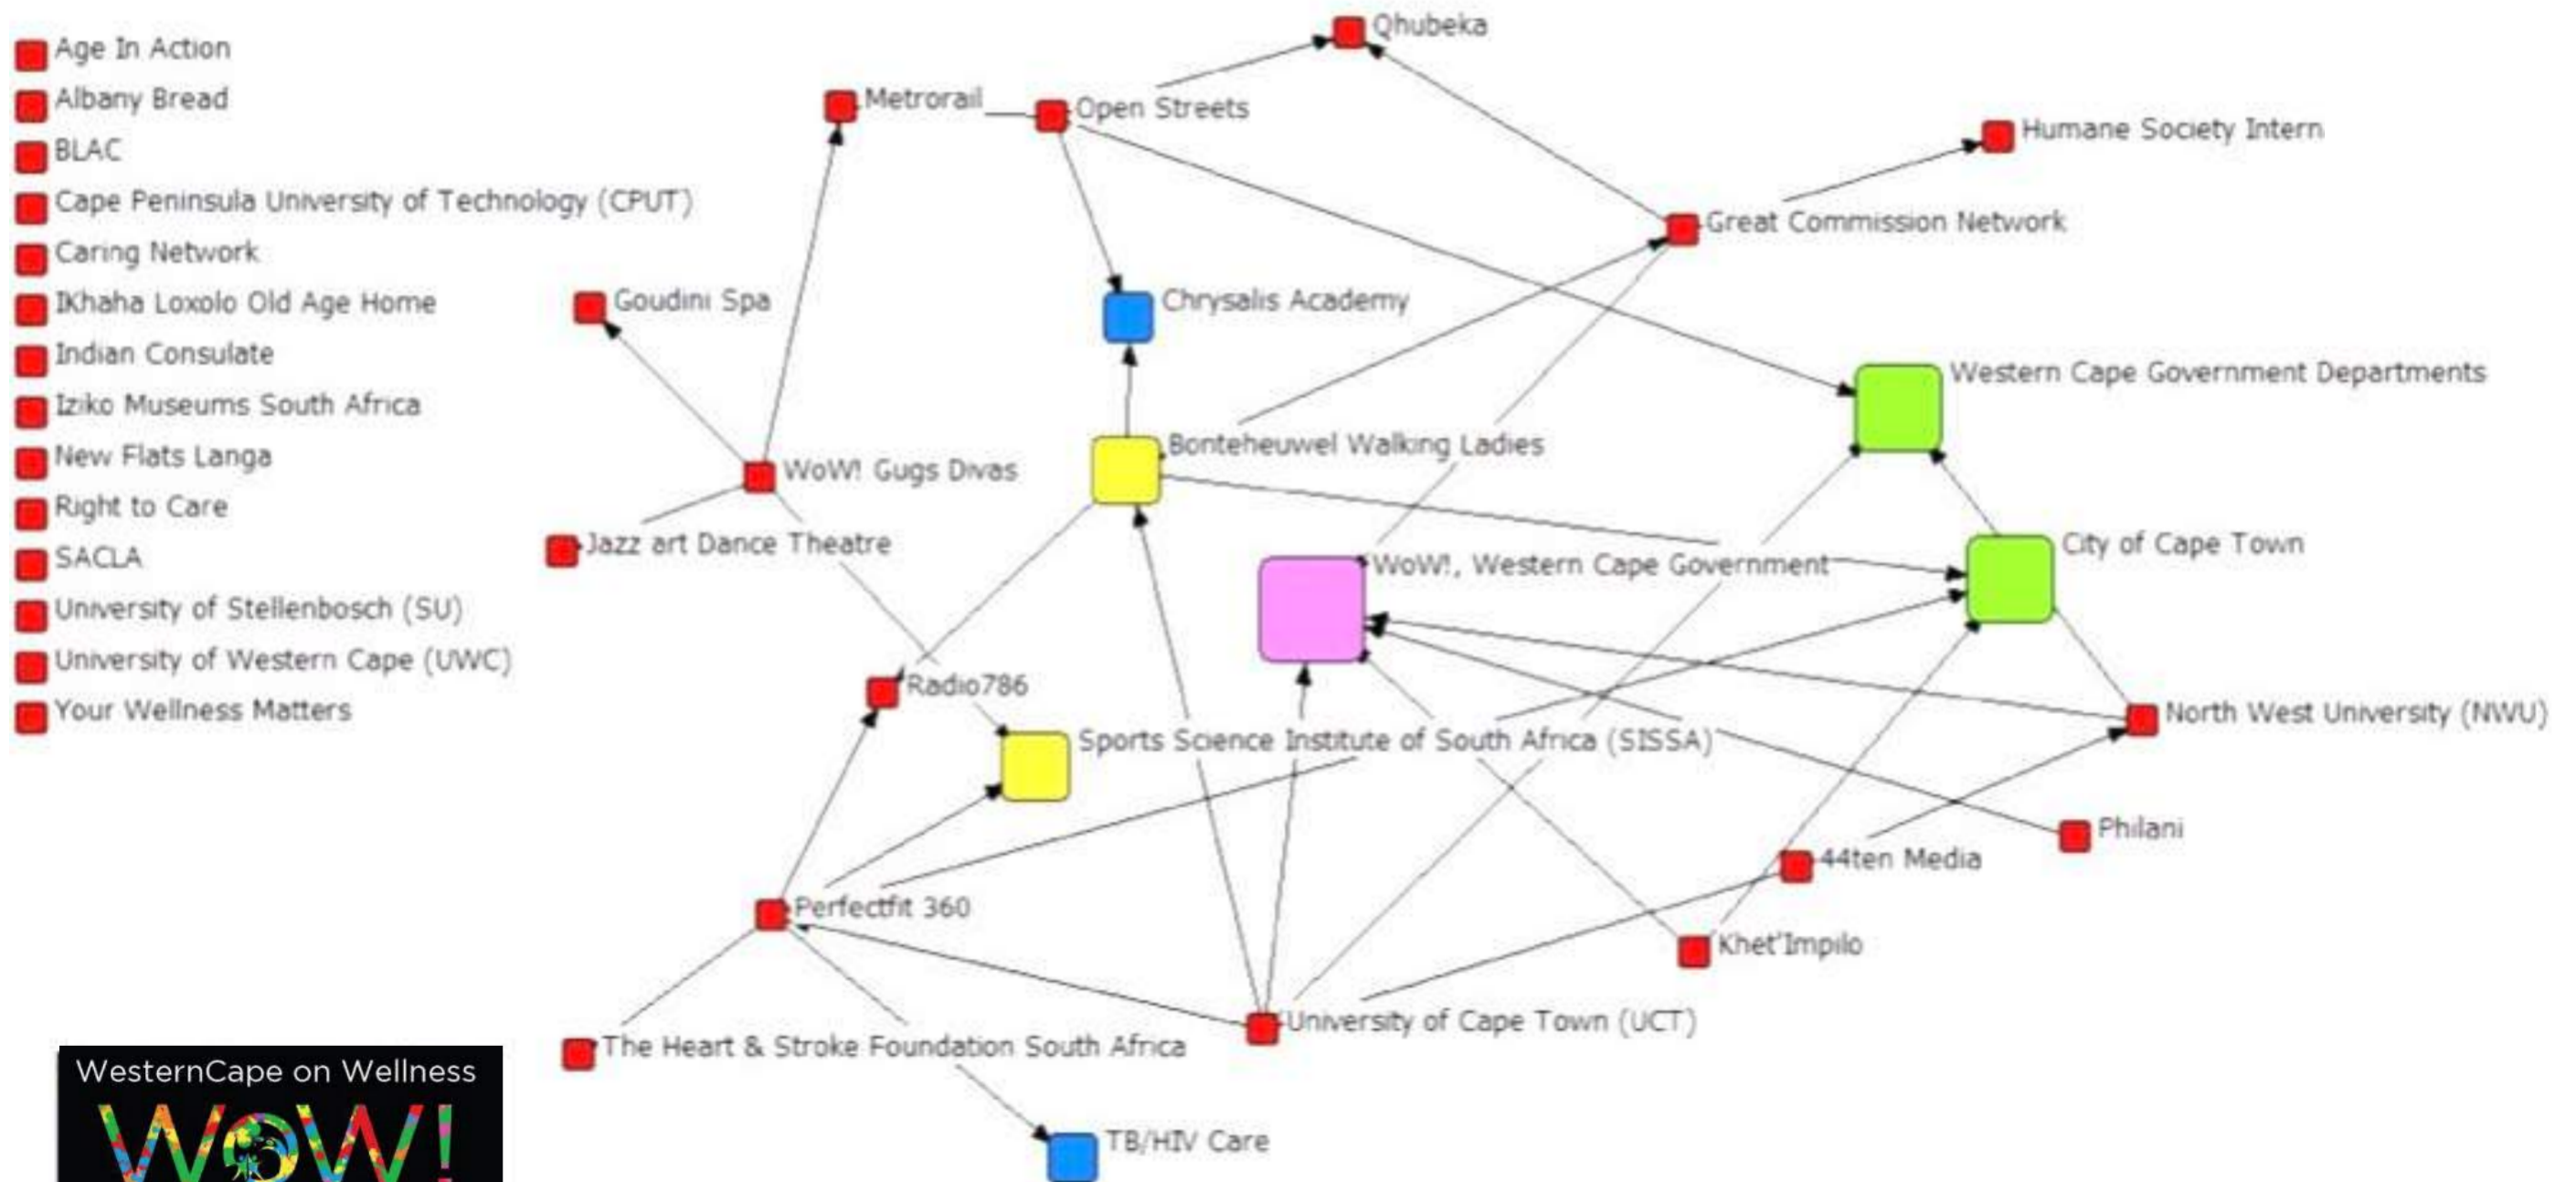 Age In Action
Albany Bread
BLAC
Cape Peninsula University of Technology (CPUT)
Caring Network
IKhaha Loxolo Old Age Home
Indian Consulate
Iziko Museums South Africa
New Flats Langa
Right to Care
SACLA
University of Stellenbosch (SU)
University of Western Cape (UWC)
Your Wellness Matters
Qhubeka
Metrorail
Open Streets
Humane Society Intern
Great Commission Network
Goudini Spa
Chrysalis Academy
Western Cape Government Departments
Bonteheuwel Walking Ladies
WoW! Gugs Divas
Jazz art Dance Theatre
WoW!, Western Cape Government
City of Cape Town
Radio786
Sports Science Institute of South Africa (SISSA)
North West University (NWU)
Philani
44ten Media
Perfectfit 360
Khet'Impilo
University of Cape Town (UCT)
The Heart & Stroke Foundation South Africa
TB/HIV Care
WesternCape on Wellness
WoW!